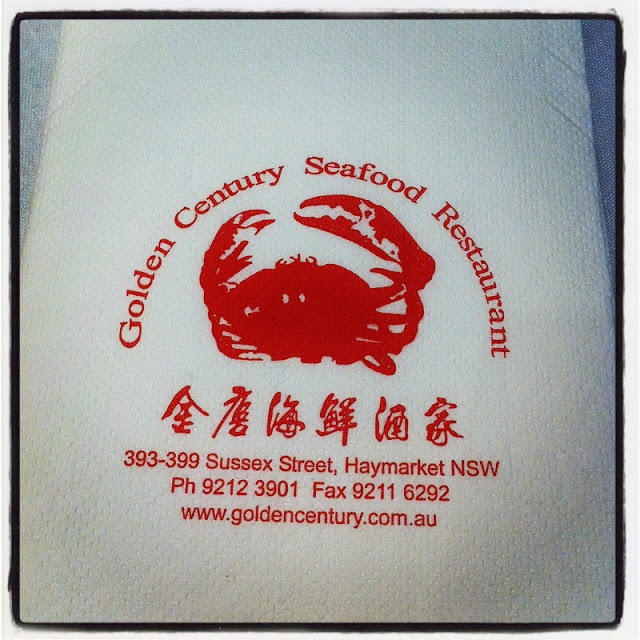 Golden Century Seafood Restaurant
金唐海鮮酒家
393-399 Sussex Street, Haymarket NSW
Ph 9212 3901 Fax 9211 6292
www.goldencentury.com.au